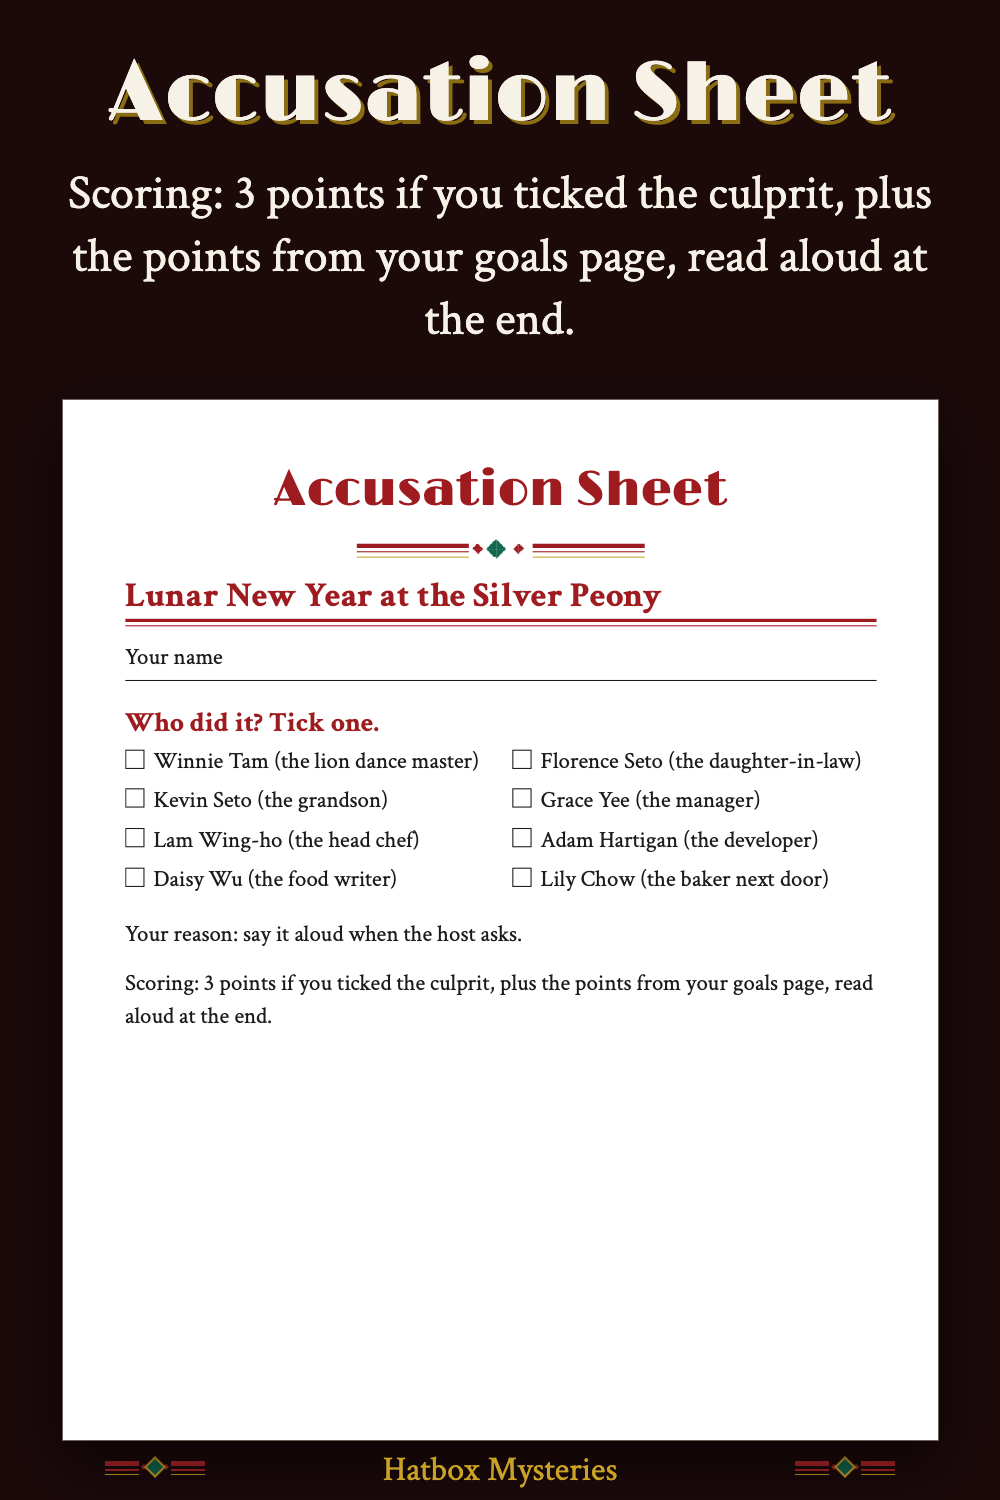 Accusation Sheet
Scoring: 3 points if you ticked the culprit, plus
the points from your goals page, read aloud at
the end.
Accusation Sheet
Lunar New Year at the Silver Peony
Your name
Who did it? Tick one.
Winnie Tam (the lion dance master)
Kevin Seto (the grandson)
Lam Wing-ho (the head chef)
Daisy Wu (the food writer)
Florence Seto (the daughter-in-law)
Grace Yee (the manager)
Adam Hartigan (the developer)
Lily Chow (the baker next door)
Your reason: say it aloud when the host asks.
Scoring: 3 points if you ticked the culprit, plus the points from your goals page, read
aloud at the end.
Hatbox Mysteries